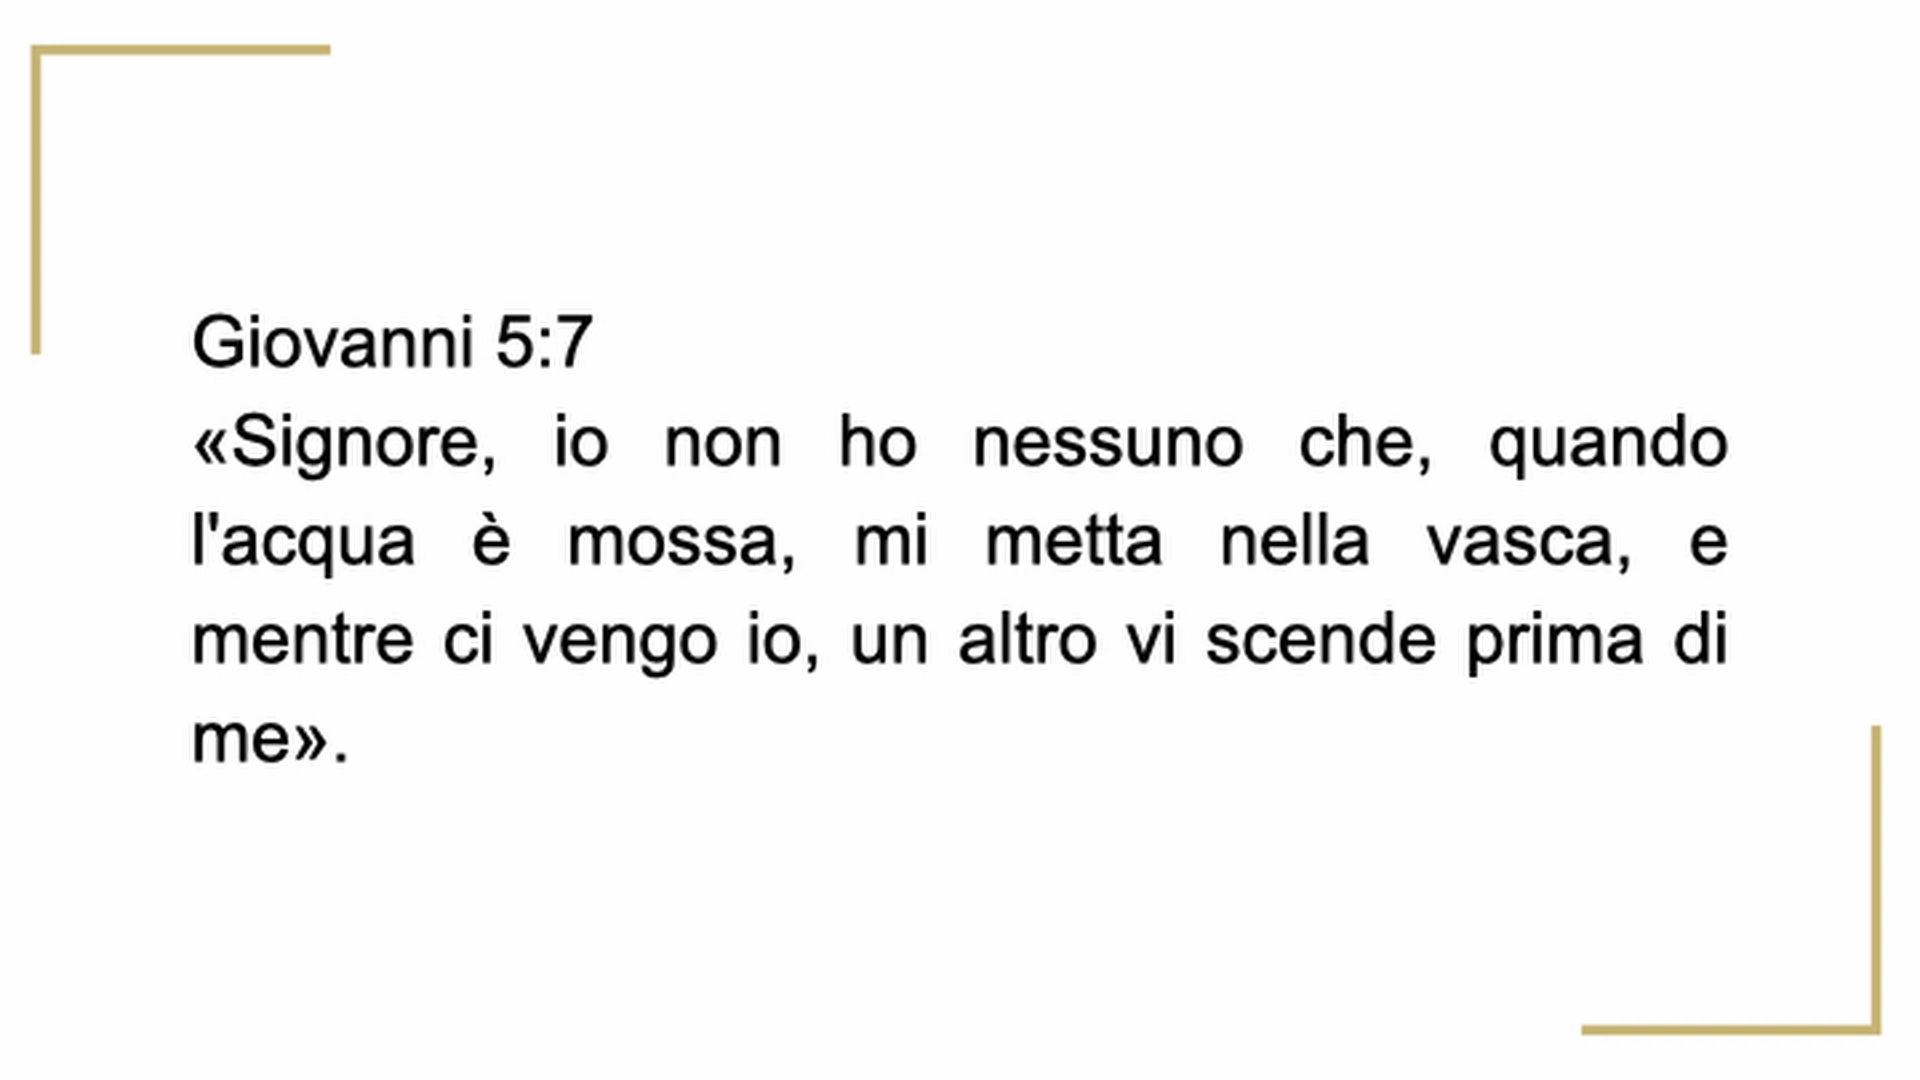 Giovanni 5:7
«Signore, io non ho nessuno che, quando
l'acqua è mossa, mi metta nella vasca, e
mentre ci vengo io, un altro vi scende prima di
me».